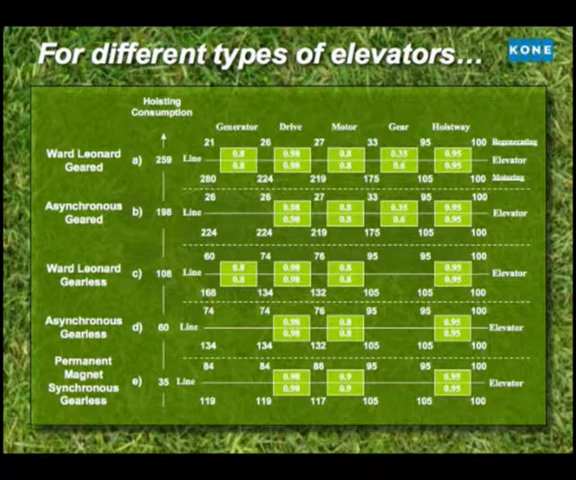 For different types of elevators...
KONE
Hoisting
Consumption
Generator Drive Motor Gear Hoistway
21 26 27 33 95 100 Regenerating
Ward Leonard
Geared
a) 259 Line 0.8 0.98 0.8 0.35 0.95 Elevator
0.8 0.98 0.8 0.6 0.95
280 224 219 175 105 100 Motoring
26 26 27 33 95 100
Asynchronous
Geared
b) 198 Line 0.98 0.8 0.35 0.95 Elevator
0.98 0.8 0.6 0.95
224 224 219 175 105 100
60 74 76 95 95 100
Ward Leonard
Gearless
c) 108 Line 0.8 0.98 0.8 0.95 Elevator
0.8 0.98 0.8 0.95
168 134 132 105 105 100
74 74 76 95 95 100
Asynchronous
Gearless
d) 60 Line 0.98 0.8 0.95 Elevator
0.98 0.8 0.95
134 134 132 105 105 100
84 84 86 95 95 100
Permanent
Magnet
Synchronous
Gearless
e) 35 Line 0.98 0.9 0.95 Elevator
0.98 0.9 0.95
119 119 117 105 105 100